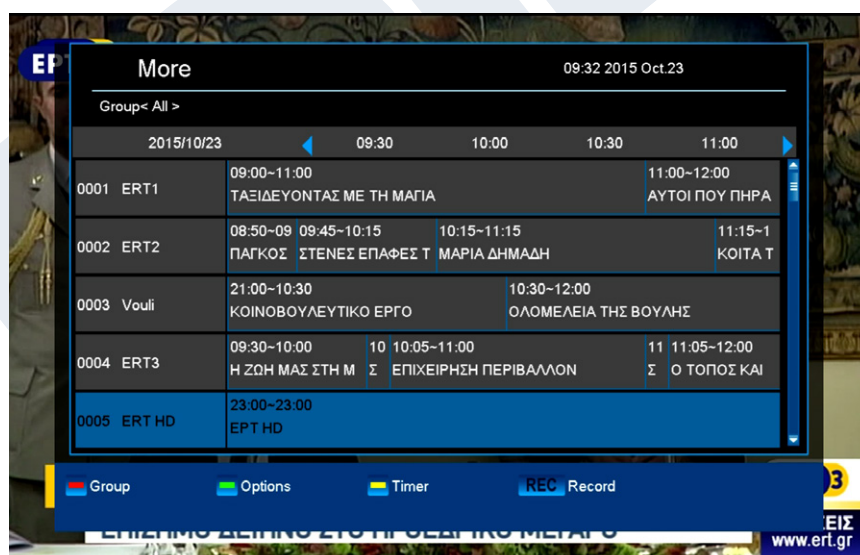 ΕΡ
More 09:32 2015 Oct.23
Group< All >
2015/10/23 09:30 10:00 10:30 11:00
0001 ERT1
09:00~11:00 11:00~12:00
ΤΑΞΙΔΕΥΟΝΤΑΣ ΜΕ ΤΗ ΜΑΓΙΑ ΑΥΤΟΙ ΠΟΥ ΠΗΡΑ
0002 ERT2
08:50~09 09:45~10:15 10:15~11:15 11:15~1
ΠΑΓΚΟΣ ΣΤΕΝΕΣ ΕΠΑΦΕΣ Τ ΜΑΡΙΑ ΔΗΜΑΔΗ ΚΟΙΤΑ Τ
0003 Vouli
21:00~10:30 10:30~12:00
ΚΟΙΝΟΒΟΥΛΕΥΤΙΚΟ ΕΡΓΟ ΟΛΟΜΕΛΕΙΑ ΤΗΣ ΒΟΥΛΗΣ
0004 ERT3
09:30~10:00 10 10:05~11:00 11 11:05~12:00
Η ΖΩΗ ΜΑΣ ΣΤΗ Μ Σ ΕΠΙΧΕΙΡΗΣΗ ΠΕΡΙΒΑΛΛΟΝ Σ Ο ΤΟΠΟΣ ΚΑΙ
0005 ERT HD
23:00~23:00
ΕΡΤ HD
Group Options Timer REC Record
3
ΕΙΣ
www.ert.gr